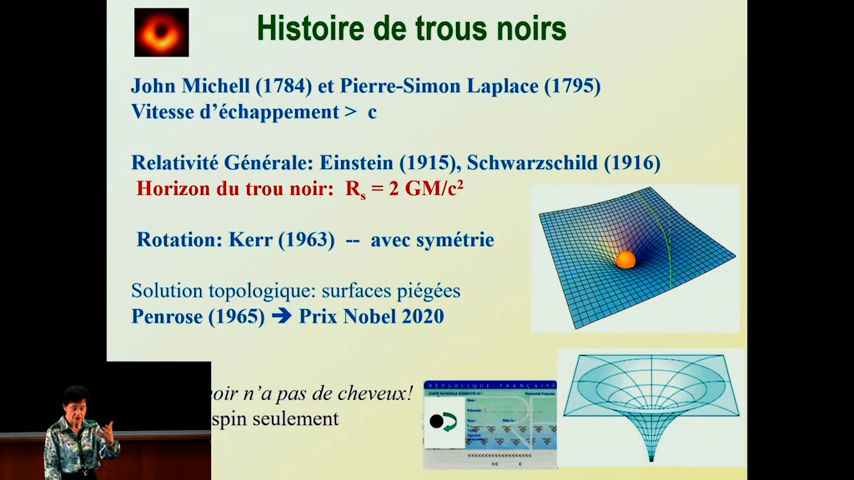 Histoire de trous noirs
John Michell (1784) et Pierre-Simon Laplace (1795)
Vitesse d'échappement > c
Relativité Générale: Einstein (1915), Schwarzschild (1916)
Horizon du trou noir: Rs = 2 GM/c²
Rotation: Kerr (1963) -- avec symétrie
Solution topologique: surfaces piégées
Penrose (1965) ➔ Prix Nobel 2020
oir n'a pas de cheveux!
spin seulement
RÉPUBLIQUE FRANÇAISE